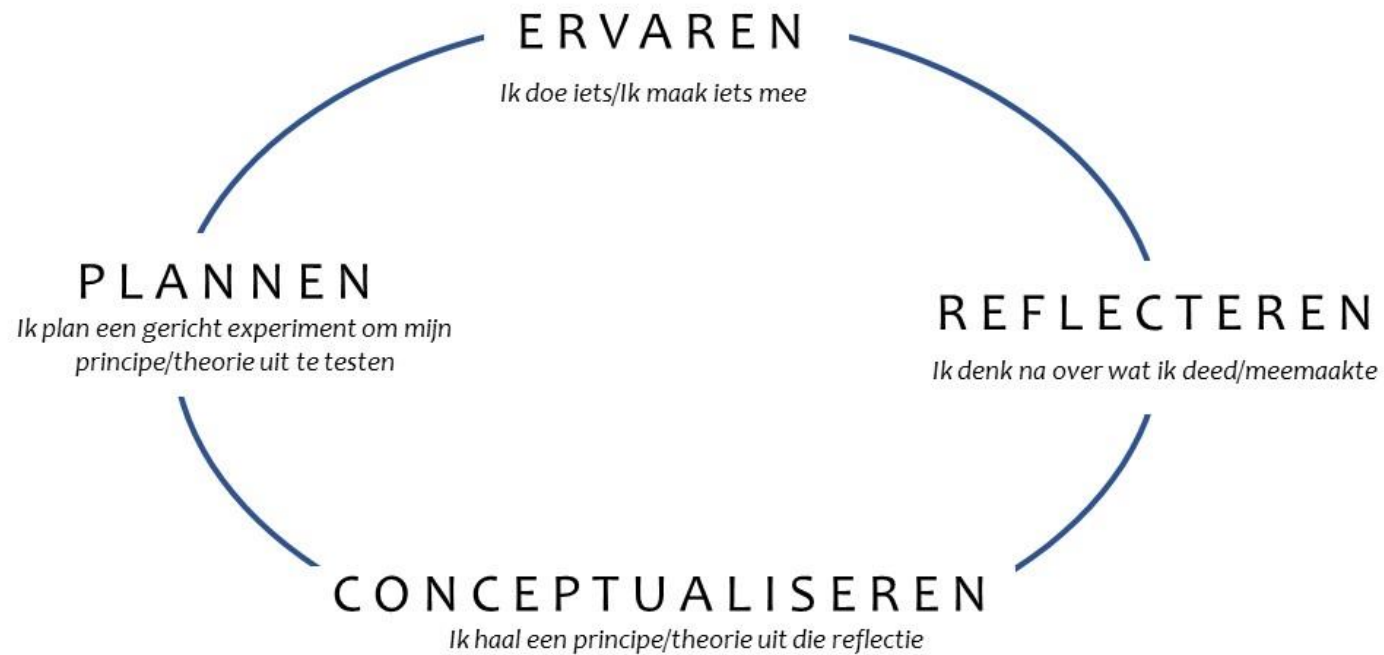 ERVAREN
Ik doe iets/Ik maak iets mee
PLANNEN
Ik plan een gericht experiment om mijn
principe/theorie uit te testen
REFLECTEREN
Ik denk na over wat ik deed/meemaakte
CONCEPTUALISEREN
Ik haal een principe/theorie uit die reflectie